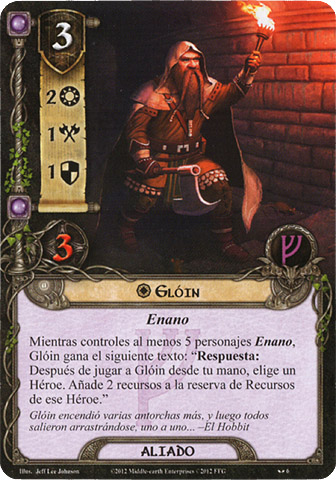 3
2
1
1
3
GLÓIN
Enano
Mientras controles al menos 5 personajes Enano,
Glóin gana el siguiente texto: “Respuesta:
Después de jugar a Glóin desde tu mano, elige un
Héroe. Añade 2 recursos a la reserva de Recursos
de ese Héroe.”
Glóin encendió varias antorchas más, y luego todos
salieron arrastrándose, uno a uno... –El Hobbit
ALIADO
Illus. Jeff Lee Johnson
©2012 Middle-earth Enterprises ©2012 FFG
6